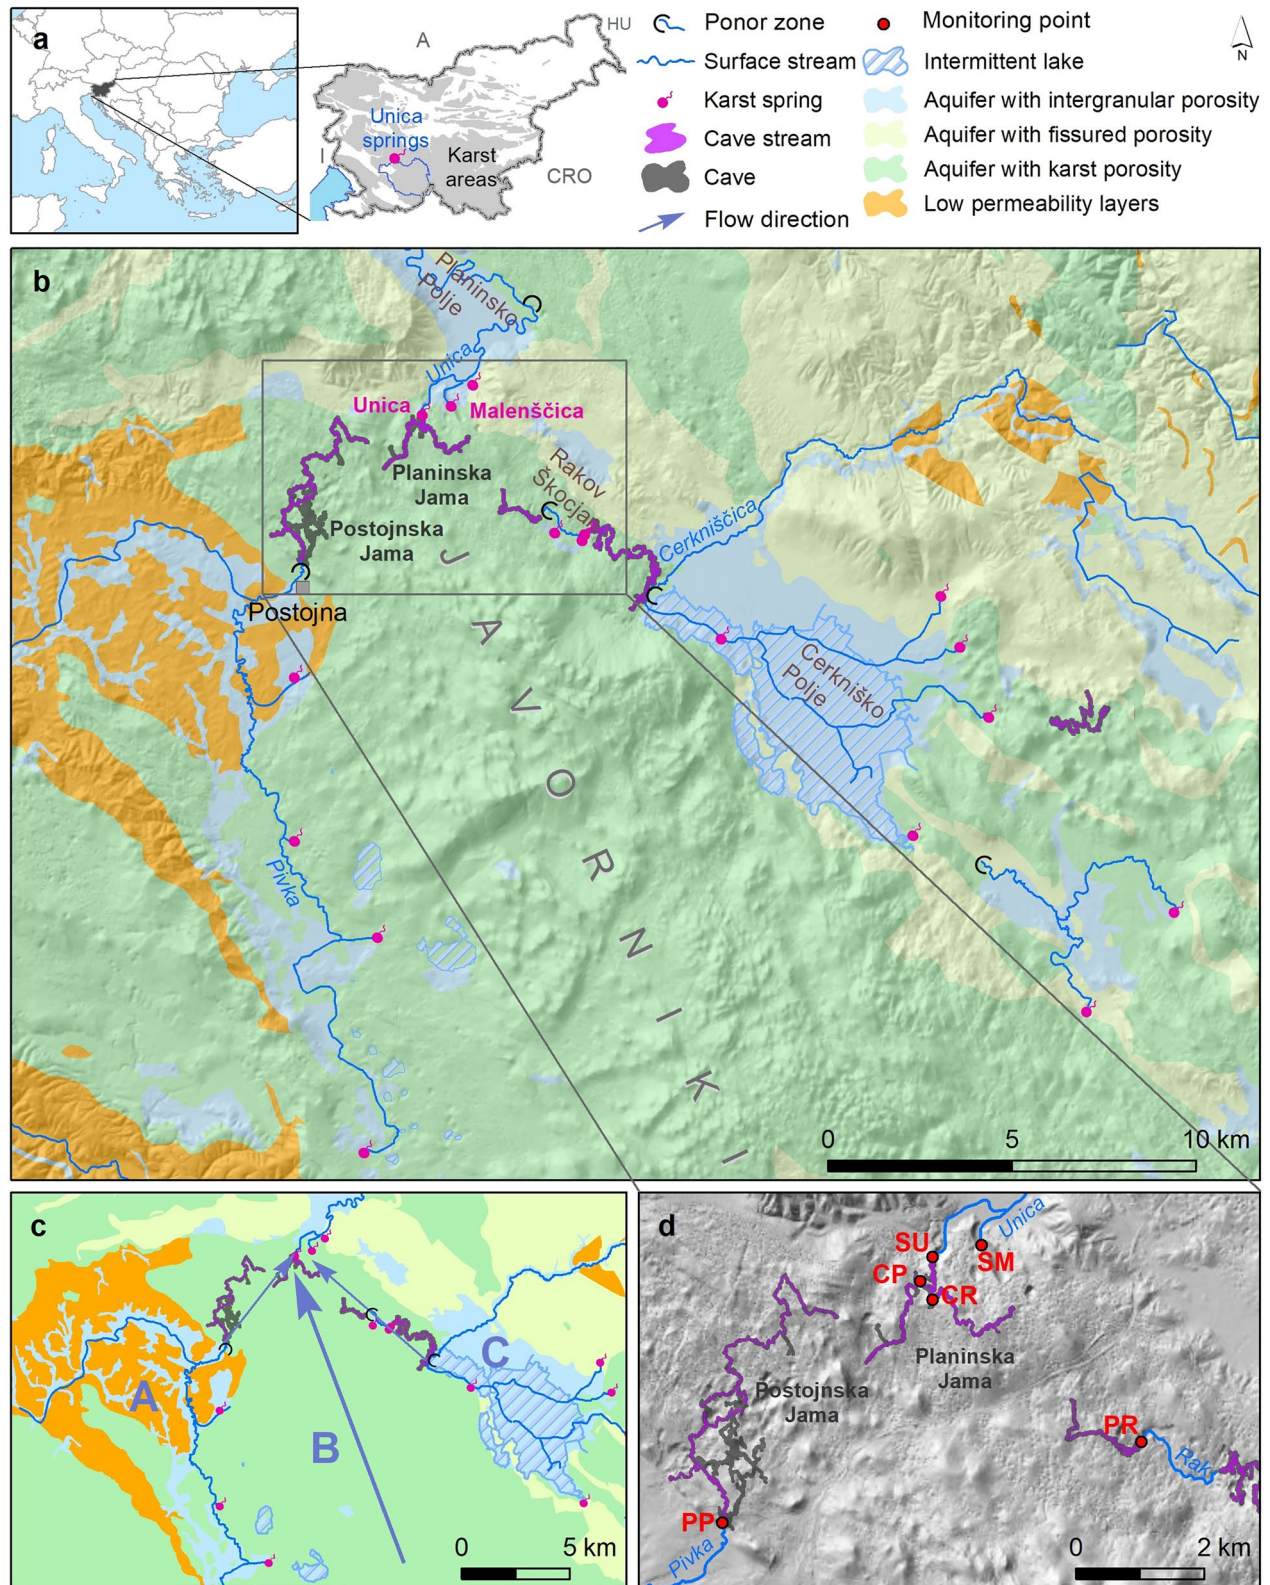 a
A
HU
Unica
springs
I
Karst
areas
CRO
Ponor zone
Surface stream
Karst spring
Cave stream
Cave
Flow direction
Monitoring point
Intermittent lake
Aquifer with intergranular porosity
Aquifer with fissured porosity
Aquifer with karst porosity
Low permeability layers
N
b
Planinsko
Polje
Unica
Unica
Malenščica
Planinska
Jama
Rakov
Škocjan
Postojnska
Jama
Cerkniščica
Postojna
Cerkniško
Polje
JAVORNIKI
Pivka
0 5 10 km
c
A
B
C
0 5 km
d
Unica
SU
SM
CP
CR
Planinska
Jama
Postojnska
Jama
PR
Rak
PP
Pivka
0 2 km